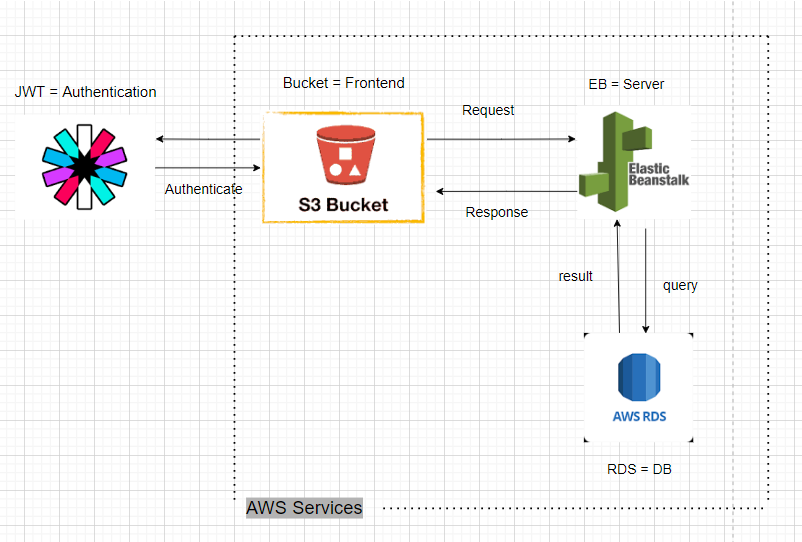 Bucket = Frontend
EB = Server
JWT = Authentication
Request
Elastic
Beanstalk
Authenticate
S3 Bucket
Response
result
query
AWS RDS
RDS = DB
AWS Services